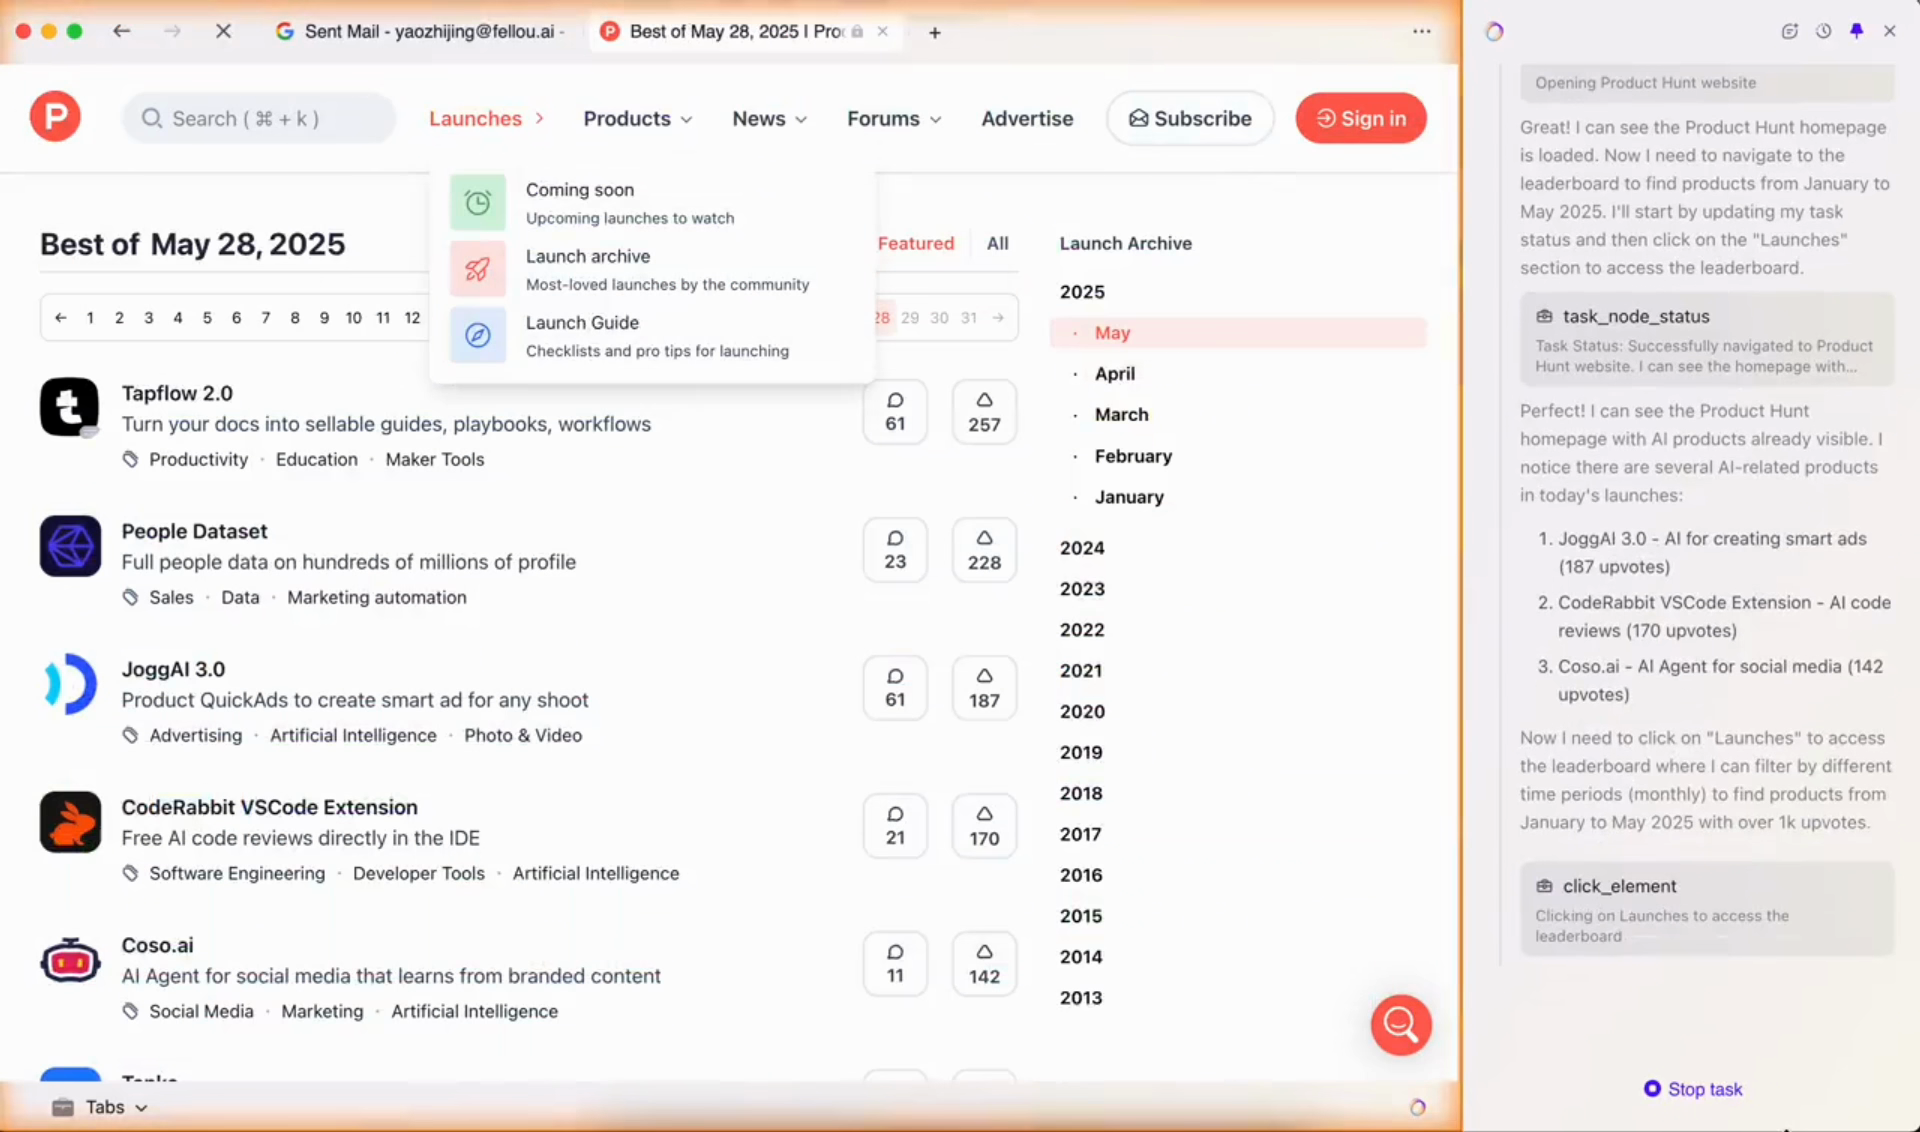 Sent Mail - yaozhijing@fellou.ai -
Best of May 28, 2025 | Pro
Search ( ⌘ + k )
Launches
Products
News
Forums
Advertise
Subscribe
Sign in
Coming soon
Upcoming launches to watch
Launch archive
Most-loved launches by the community
Launch Guide
Checklists and pro tips for launching
Best of May 28, 2025
Featured
All
← 1 2 3 4 5 6 7 8 9 10 11 12 28 29 30 31 →
Tapflow 2.0
Turn your docs into sellable guides, playbooks, workflows
Productivity · Education · Maker Tools
61
257
People Dataset
Full people data on hundreds of millions of profile
Sales · Data · Marketing automation
23
228
JoggAI 3.0
Product QuickAds to create smart ad for any shoot
Advertising · Artificial Intelligence · Photo & Video
61
187
CodeRabbit VSCode Extension
Free AI code reviews directly in the IDE
Software Engineering · Developer Tools · Artificial Intelligence
21
170
Coso.ai
AI Agent for social media that learns from branded content
Social Media · Marketing · Artificial Intelligence
11
142
Launch Archive
2025
· May
· April
· March
· February
· January
2024
2023
2022
2021
2020
2019
2018
2017
2016
2015
2014
2013
Tabs
Opening Product Hunt website
Great! I can see the Product Hunt homepage
is loaded. Now I need to navigate to the
leaderboard to find products from January to
May 2025. I'll start by updating my task
status and then click on the "Launches"
section to access the leaderboard.
task_node_status
Task Status: Successfully navigated to Product
Hunt website. I can see the homepage with...
Perfect! I can see the Product Hunt
homepage with AI products already visible. I
notice there are several AI-related products
in today's launches:
1. JoggAI 3.0 - AI for creating smart ads
(187 upvotes)
2. CodeRabbit VSCode Extension - AI code
reviews (170 upvotes)
3. Coso.ai - AI Agent for social media (142
upvotes)
Now I need to click on "Launches" to access
the leaderboard where I can filter by different
time periods (monthly) to find products from
January to May 2025 with over 1k upvotes.
click_element
Clicking on Launches to access the
leaderboard
Stop task